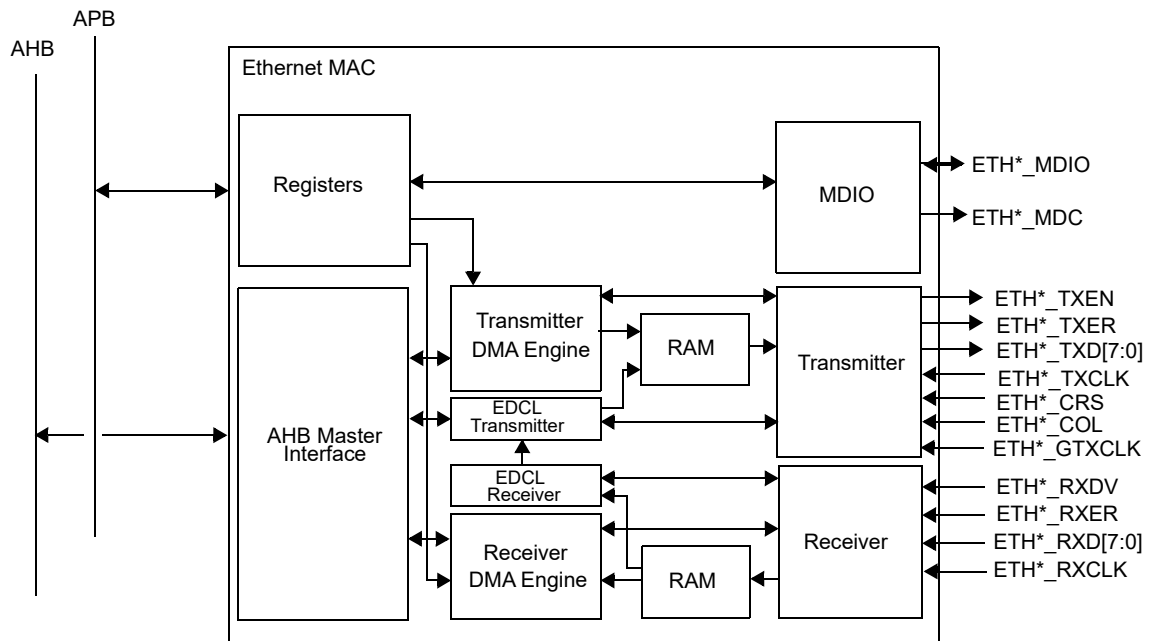 APB
AHB
Ethernet MAC
Registers
MDIO
ETH*_MDIO
ETH*_MDC
Transmitter
DMA Engine
RAM
Transmitter
ETH*_TXEN
ETH*_TXER
ETH*_TXD[7:0]
ETH*_TXCLK
ETH*_CRS
ETH*_COL
ETH*_GTXCLK
EDCL
Transmitter
AHB Master
Interface
EDCL
Receiver
Receiver
DMA Engine
RAM
Receiver
ETH*_RXDV
ETH*_RXER
ETH*_RXD[7:0]
ETH*_RXCLK